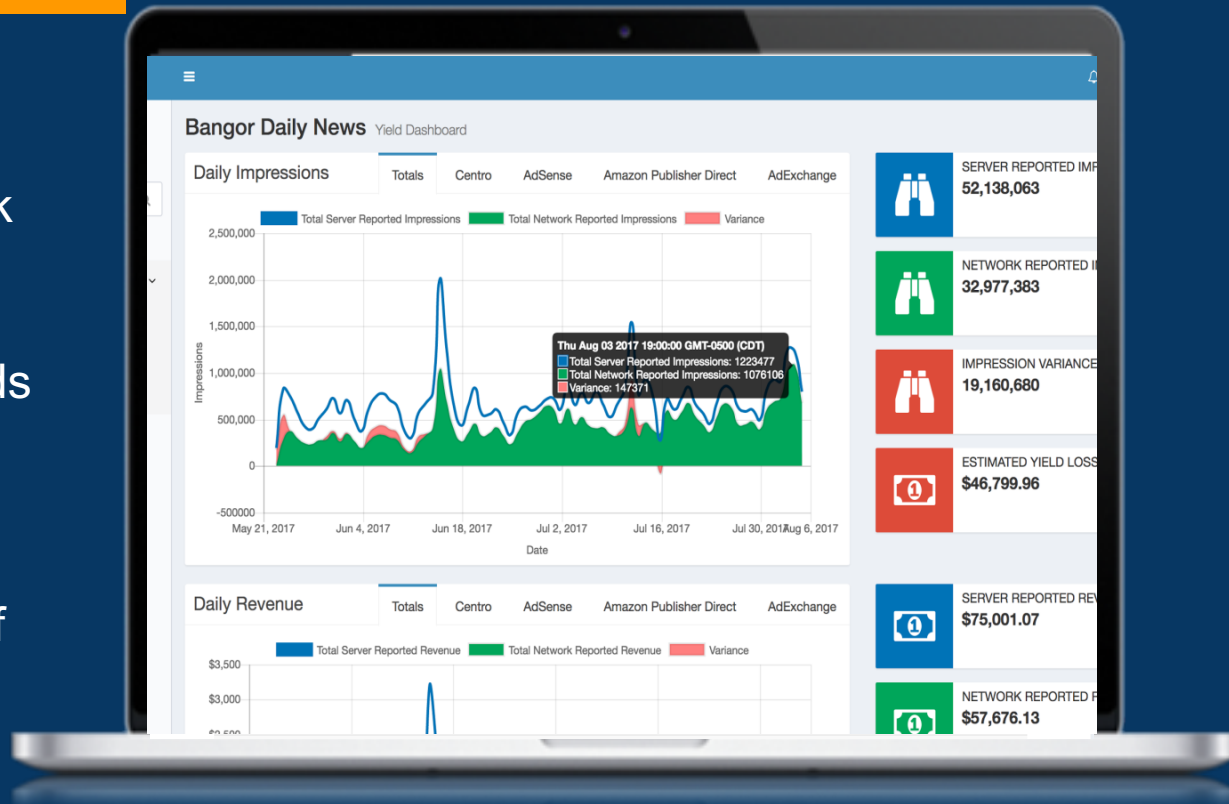 k
ds
f
Bangor Daily News Yield Dashboard
Daily Impressions Totals Centro AdSense Amazon Publisher Direct AdExchange
Total Server Reported Impressions Total Network Reported Impressions Variance
2,500,000
2,000,000
1,500,000
1,000,000
500,000
0
-500000
Impressions
Thu Aug 03 2017 19:00:00 GMT-0500 (CDT)
Total Server Reported Impressions: 1223477
Total Network Reported Impressions: 1076106
Variance: 147371
May 21, 2017 Jun 4, 2017 Jun 18, 2017 Jul 2, 2017 Jul 16, 2017 Jul 30, 2017 Aug 6, 2017
Date
SERVER REPORTED IMP
52,138,063
NETWORK REPORTED I
32,977,383
IMPRESSION VARIANCE
19,160,680
1
ESTIMATED YIELD LOSS
$46,799.96
Daily Revenue Totals Centro AdSense Amazon Publisher Direct AdExchange
Total Server Reported Revenue Total Network Reported Revenue Variance
$3,500
$3,000
$2,500
1
SERVER REPORTED REV
$75,001.07
1
NETWORK REPORTED R
$57,676.13